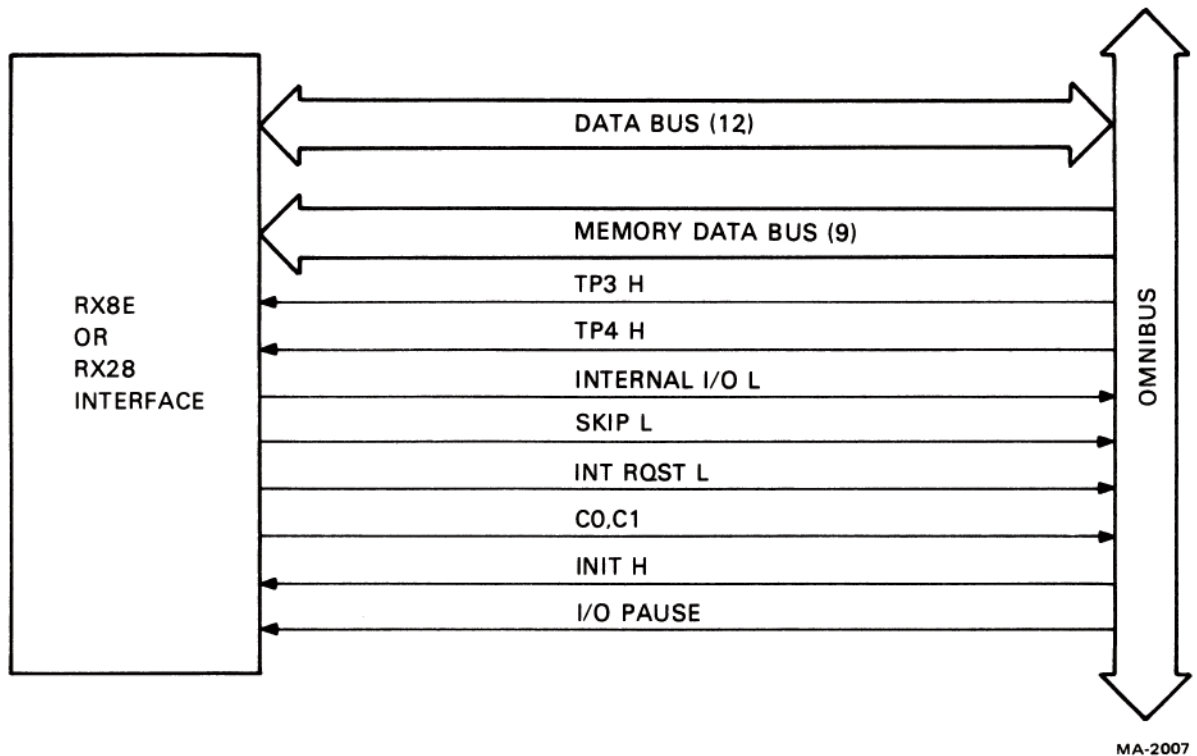 DATA BUS (12)
MEMORY DATA BUS (9)
TP3 H
TP4 H
INTERNAL I/O L
SKIP L
INT RQST L
C0,C1
INIT H
I/O PAUSE
RX8E
OR
RX28
INTERFACE
OMNIBUS
MA-2007